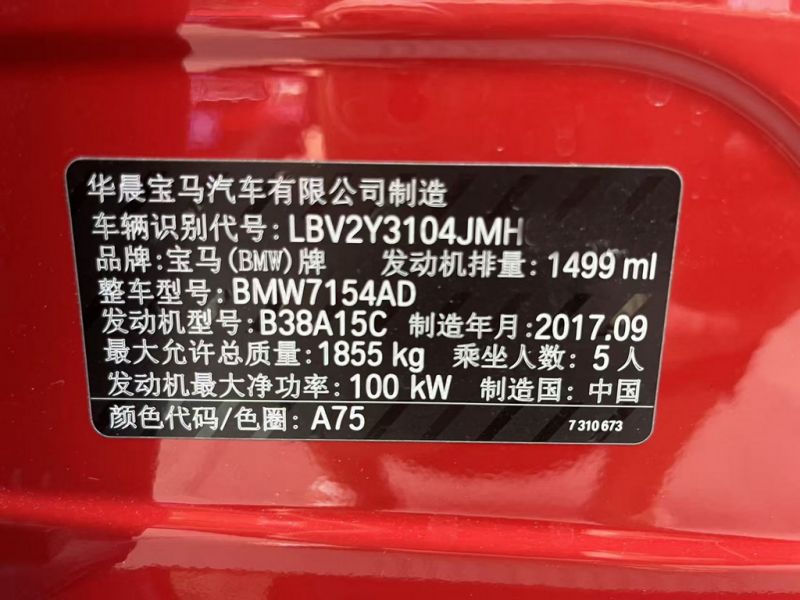 华晨宝马汽车有限公司制造
车辆识别代号: LBV2Y3104JMH
品牌:宝马(BMW)牌 发动机排量: 1499 ml
整车型号: BMW7154AD
发动机型号: B38A15C 制造年月: 2017.09
最大允许总质量: 1855 kg 乘坐人数: 5 人
发动机最大净功率: 100 kW 制造国: 中国
颜色代码/色圈: A75 7 310 673